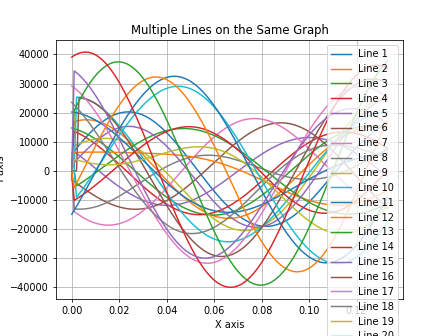 Multiple Lines on the Same Graph
40000
30000
20000
10000
0
−10000
−20000
−30000
−40000
0.00
0.02
0.04
0.06
0.08
0.10
X axis
Line 1
Line 2
Line 3
Line 4
Line 5
Line 6
Line 7
Line 8
Line 9
Line 10
Line 11
Line 12
Line 13
Line 14
Line 15
Line 16
Line 17
Line 18
Line 19
Line 20